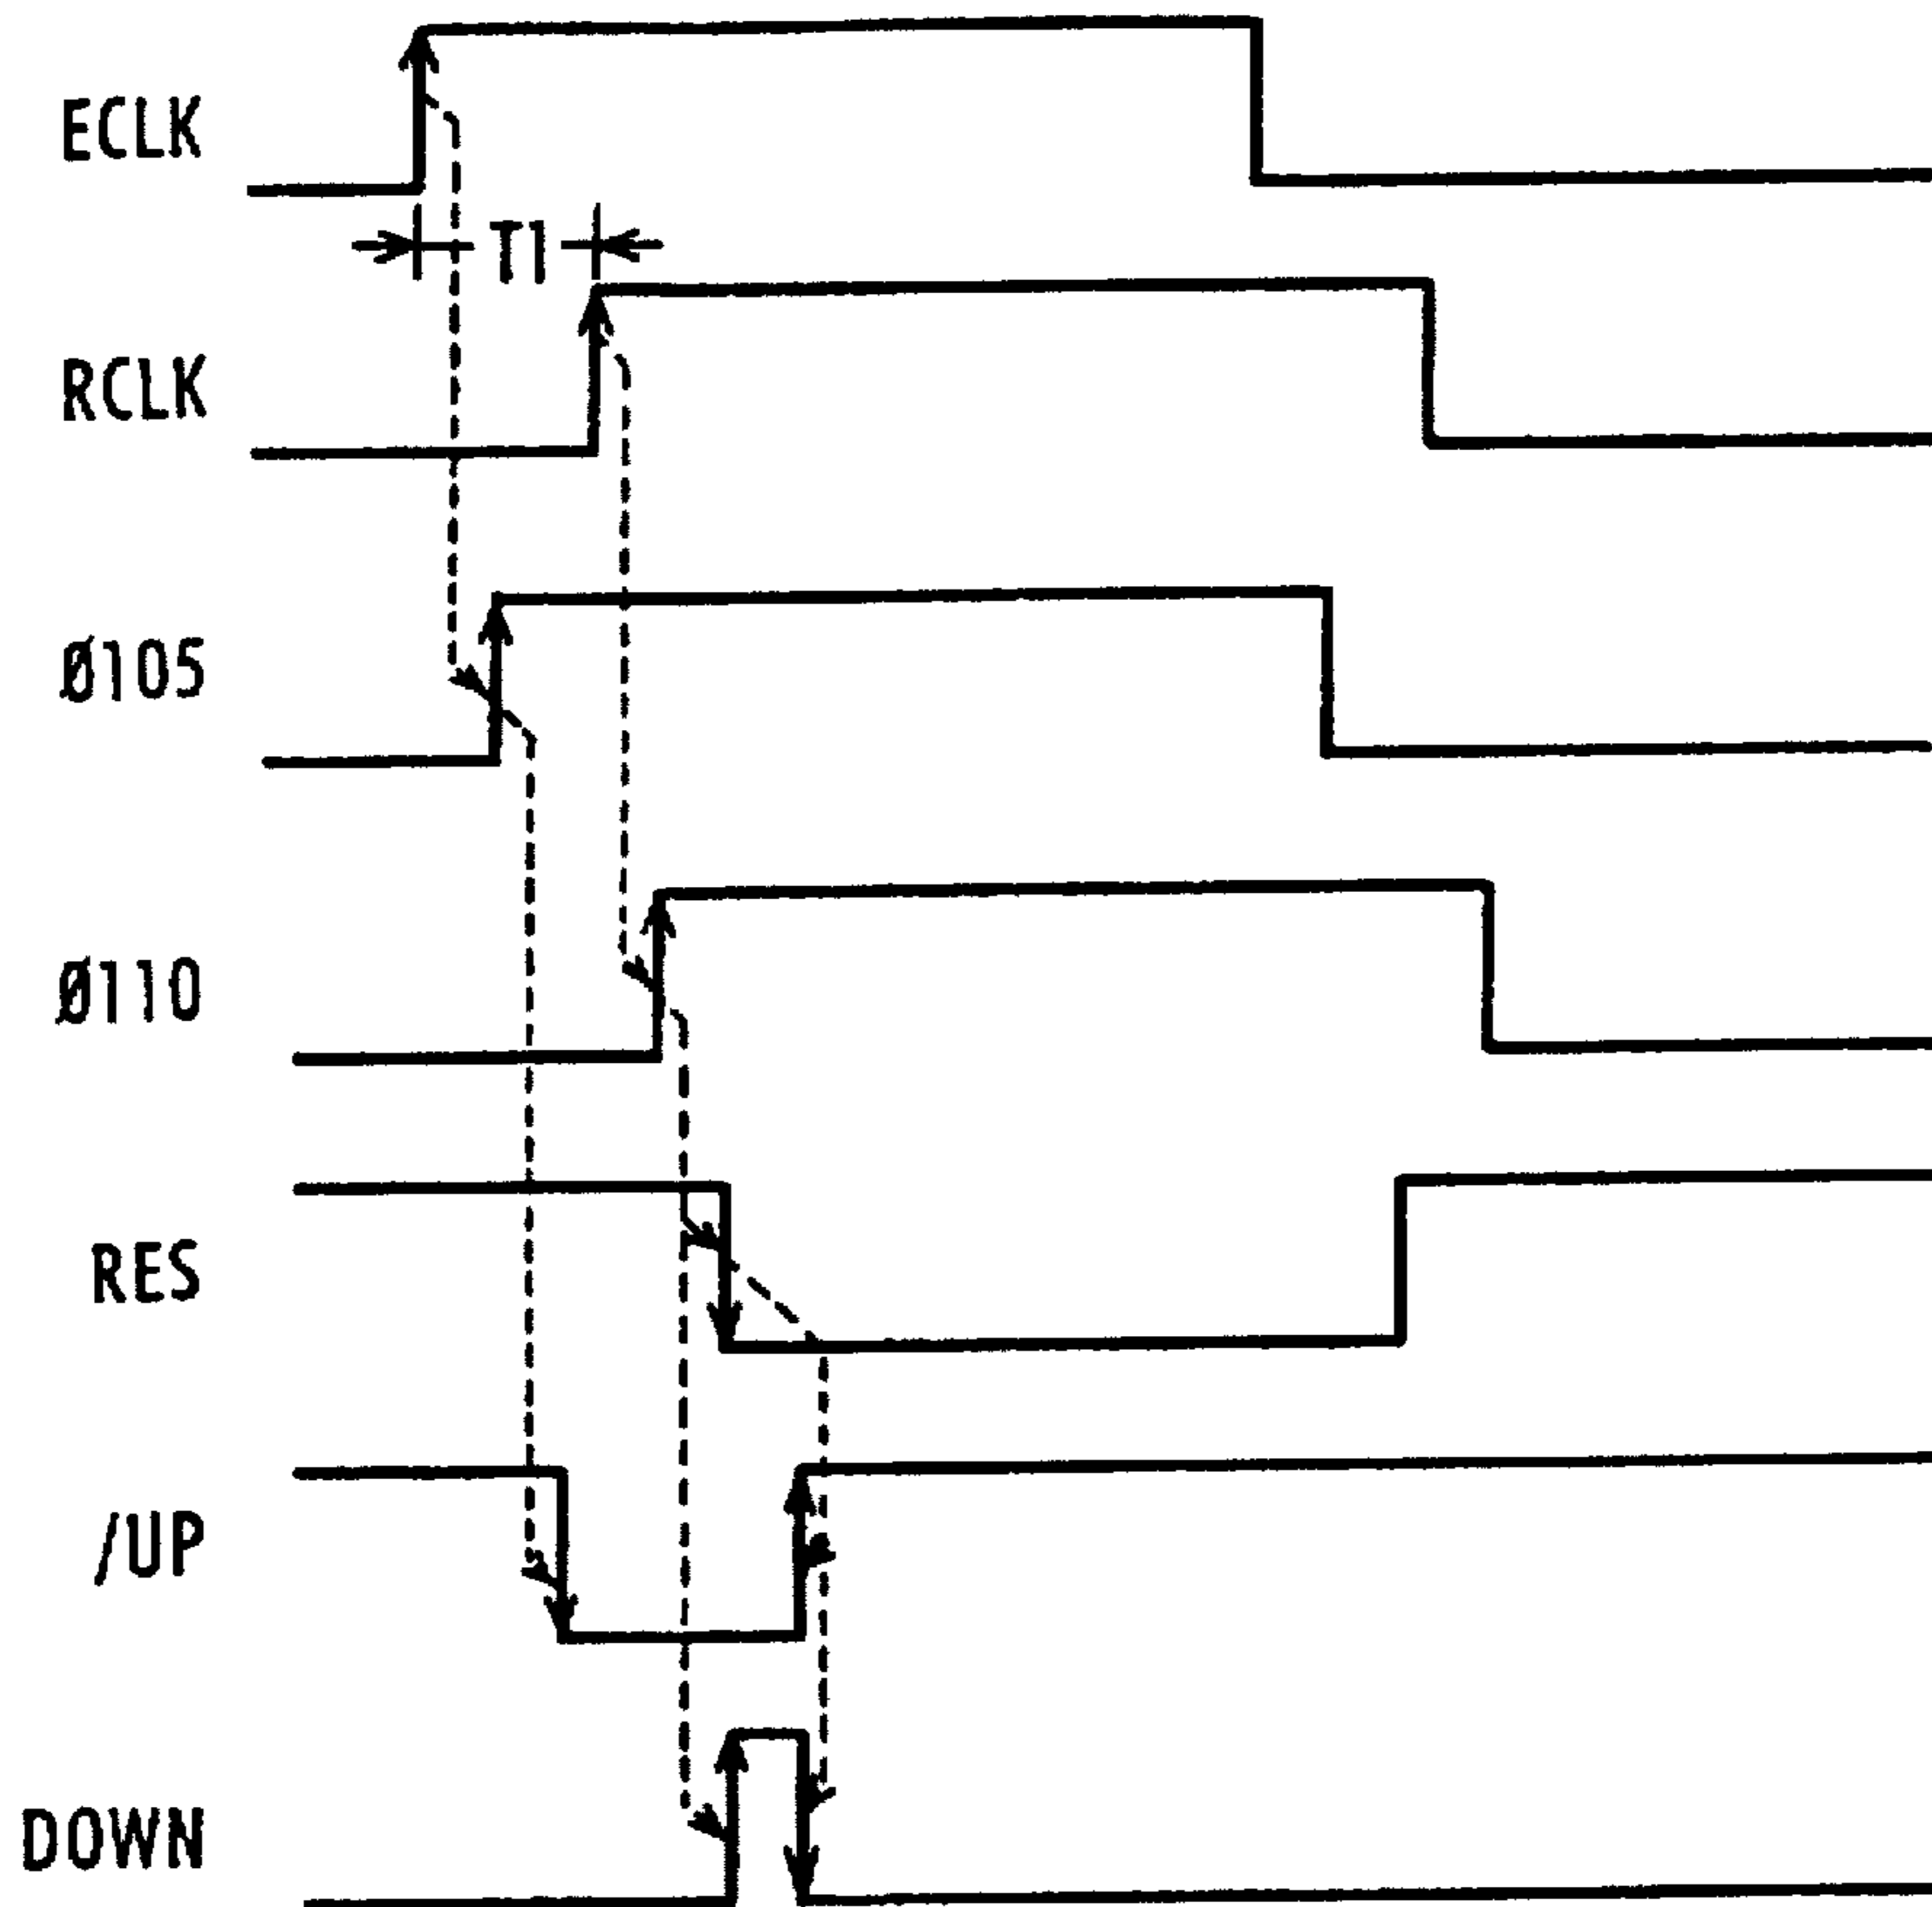 ECLK
T1
RCLK
Ø105
Ø110
RES
/UP
DOWN